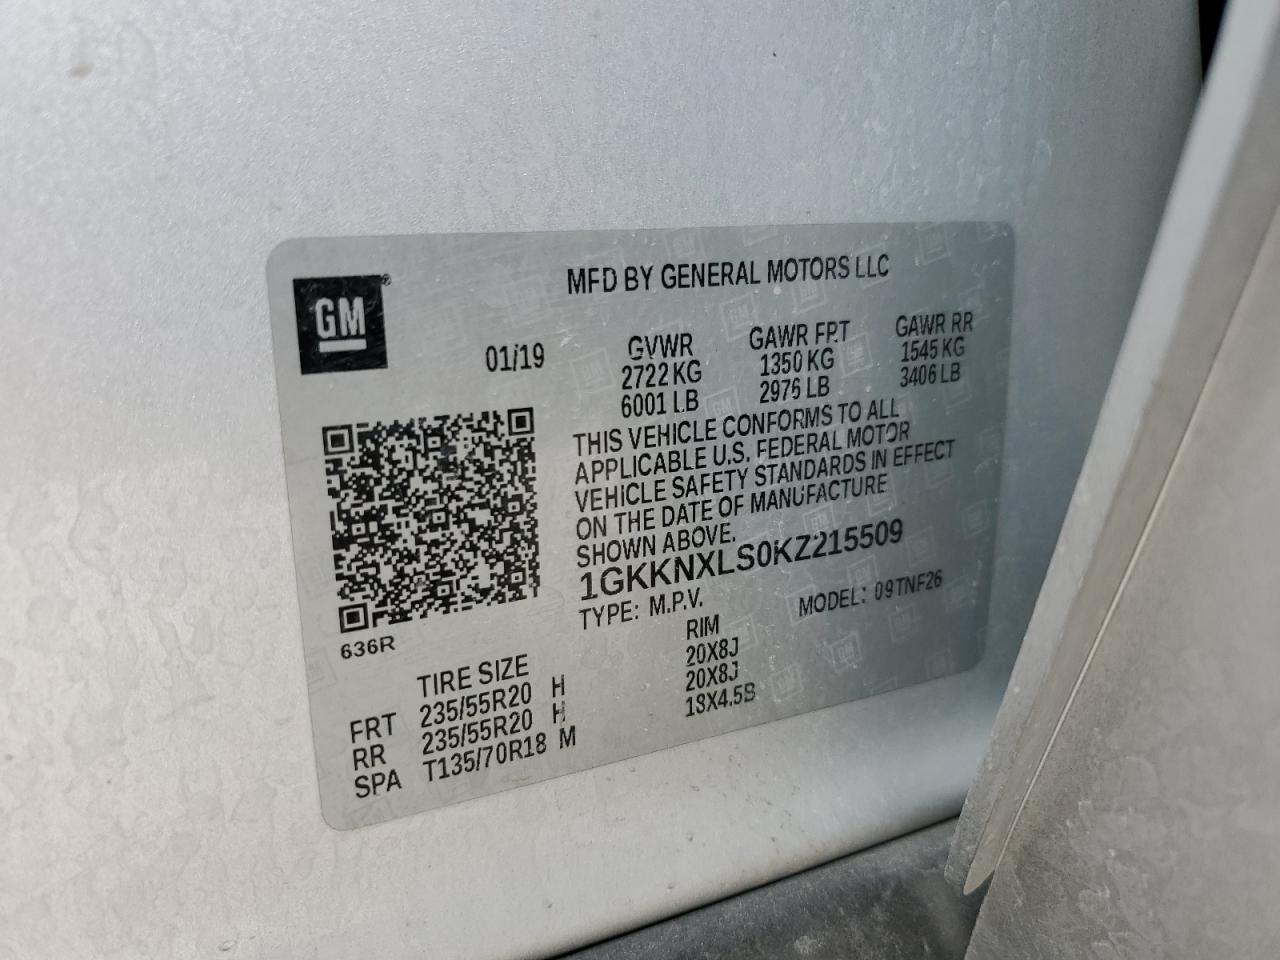 GM®
MFD BY GENERAL MOTORS LLC
01/19
GVWR GAWR FRT GAWR RR
2722 KG 1350 KG 1545 KG
6001 LB 2976 LB 3406 LB
THIS VEHICLE CONFORMS TO ALL
APPLICABLE U.S. FEDERAL MOTOR
VEHICLE SAFETY STANDARDS IN EFFECT
ON THE DATE OF MANUFACTURE
SHOWN ABOVE.
1GKKNXLS0KZ215509
TYPE: M.P.V. MODEL: 09TNF26
636R
TIRE SIZE RIM
FRT 235/55R20 H 20X8J
RR 235/55R20 H 20X8J
SPA T135/70R18 M 18X4.5B